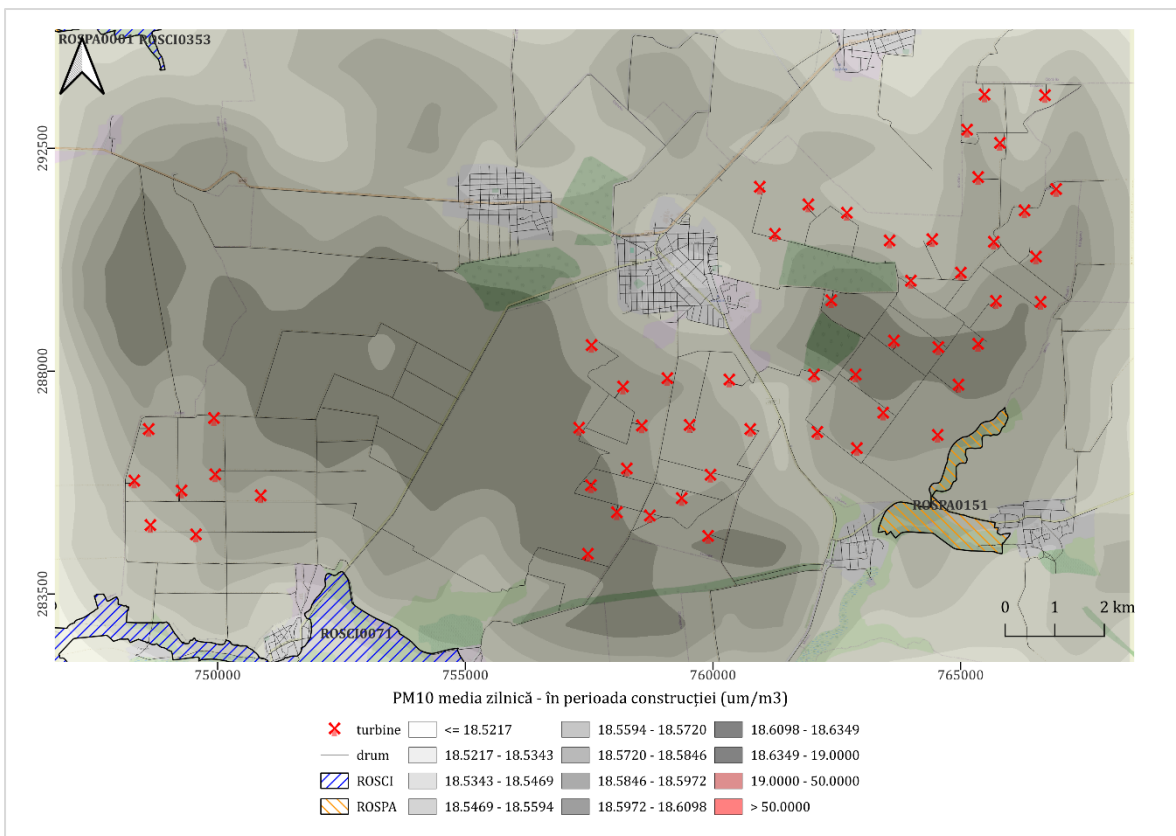 ROSPA0001 ROSCI0353
292500
288000
283500
ROSPA0151
ROSCI0071
0 1 2 km
750000 755000 760000 765000
PM10 media zilnică - în perioada construcției (um/m3)
turbine <= 18.5217 18.5594 - 18.5720 18.6098 - 18.6349
drum 18.5217 - 18.5343 18.5720 - 18.5846 18.6349 - 19.0000
ROSCI 18.5343 - 18.5469 18.5846 - 18.5972 19.0000 - 50.0000
ROSPA 18.5469 - 18.5594 18.5972 - 18.6098 > 50.0000